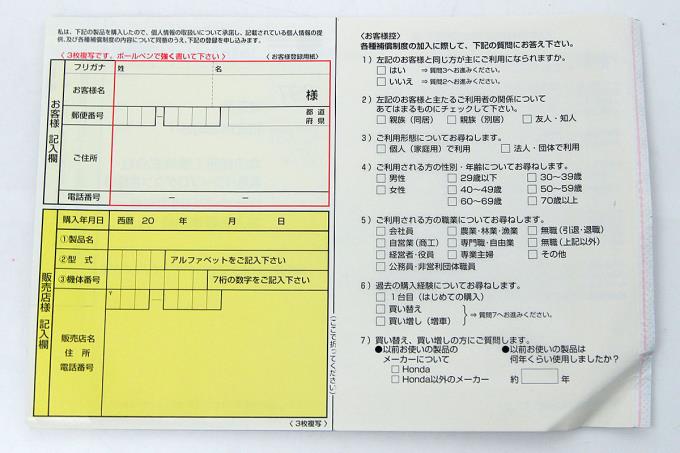 私は、下記の製品を購入したので、個人情報の取扱いについて承諾し、記載されている個人情報の提
供、及び各種補償制度の内容について同意のうえ、下記の登録を申し込みます。
〈3枚複写です。ボールペンで強く書いて下さい〉
〈お客様登録用紙〉
お客様 記入欄
フリガナ 姓 名
お客様名 様
郵便番号 － 都道府県
ご住所
電話番号 － －
販売店様 記入欄
購入年月日 西暦 20 年 月 日
①製品名
②型式 アルファベットをご記入下さい
③機体番号 7桁の数字をご記入下さい
Y －
販売店名
住所
電話番号
〈3枚複写〉
〈お客様控〉
各種補償制度の加入に際して、下記の質問にお答え下さい。
1）左記のお客様と同じ方が主にご利用になられますか。
□ はい ⇒ 質問3へお進みください。
□ いいえ ⇒ 質問2へお進みください。
2）左記のお客様と主たるご利用者の関係について
あてはまるものにチェックして下さい。
□ 親族（同居） □ 親族（別居） □ 友人・知人
3）ご利用形態についてお尋ねします。
□ 個人（家庭用）で利用 □ 法人・団体で利用
4）ご利用される方の性別・年齢についてお尋ねします。
□ 男性 □ 29歳以下 □ 30〜39歳
□ 女性 □ 40〜49歳 □ 50〜59歳
□ 60〜69歳 □ 70歳以上
5）ご利用される方の職業についてお尋ねします。
□ 会社員 □ 農業・林業・漁業 □ 無職（引退・退職）
□ 自営業（商工） □ 専門職・自由業 □ 無職（上記以外）
□ 経営者・役員 □ 専業主婦 □ その他
□ 公務員・非営利団体職員
6）過去の購入経験についてお尋ねします。
□ 1台目（はじめての購入）
□ 買い替え
□ 買い増し（増車） ⇒ 質問7へお進みください。
7）買い替え、買い増しの方にご質問します。
●以前お使いの製品の ●以前お使いの製品は
メーカーについて 何年くらい使用しましたか？
□ Honda
□ Honda以外のメーカー 約 年